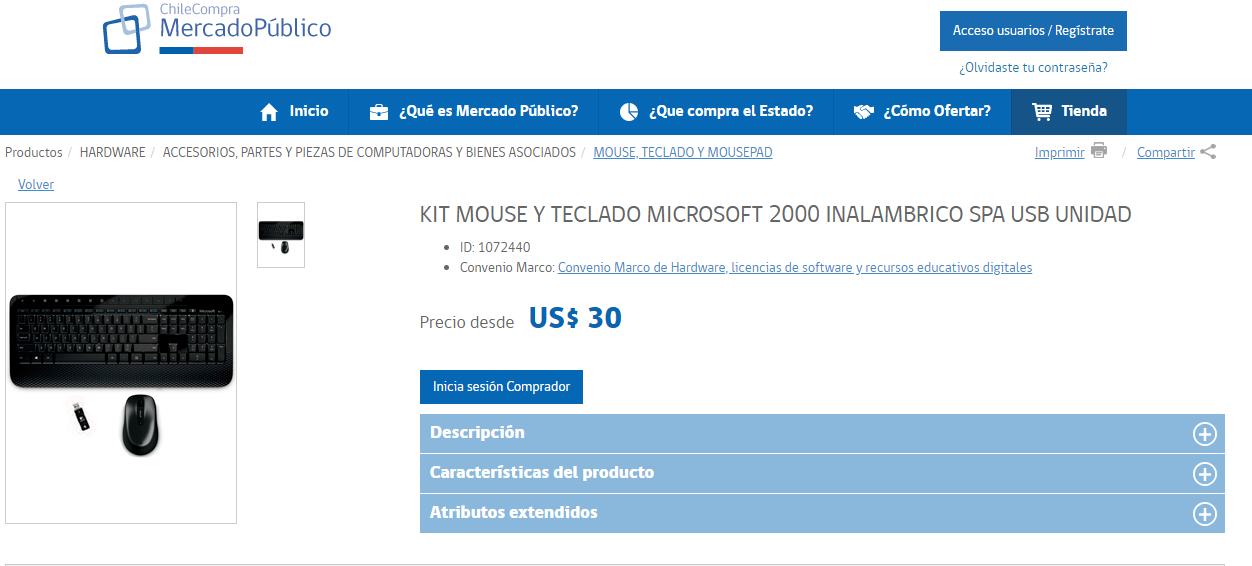 ChileCompra
MercadoPúblico
Acceso usuarios / Regístrate
¿Olvidaste tu contraseña?
Inicio
¿Qué es Mercado Público?
¿Que compra el Estado?
¿Cómo Ofertar?
Tienda
Productos / HARDWARE / ACCESORIOS, PARTES Y PIEZAS DE COMPUTADORAS Y BIENES ASOCIADOS / MOUSE, TECLADO Y MOUSEPAD
Imprimir / Compartir
Volver
KIT MOUSE Y TECLADO MICROSOFT 2000 INALAMBRICO SPA USB UNIDAD
ID: 1072440
Convenio Marco: Convenio Marco de Hardware, licencias de software y recursos educativos digitales
Precio desde US$ 30
Inicia sesión Comprador
Descripción
Características del producto
Atributos extendidos